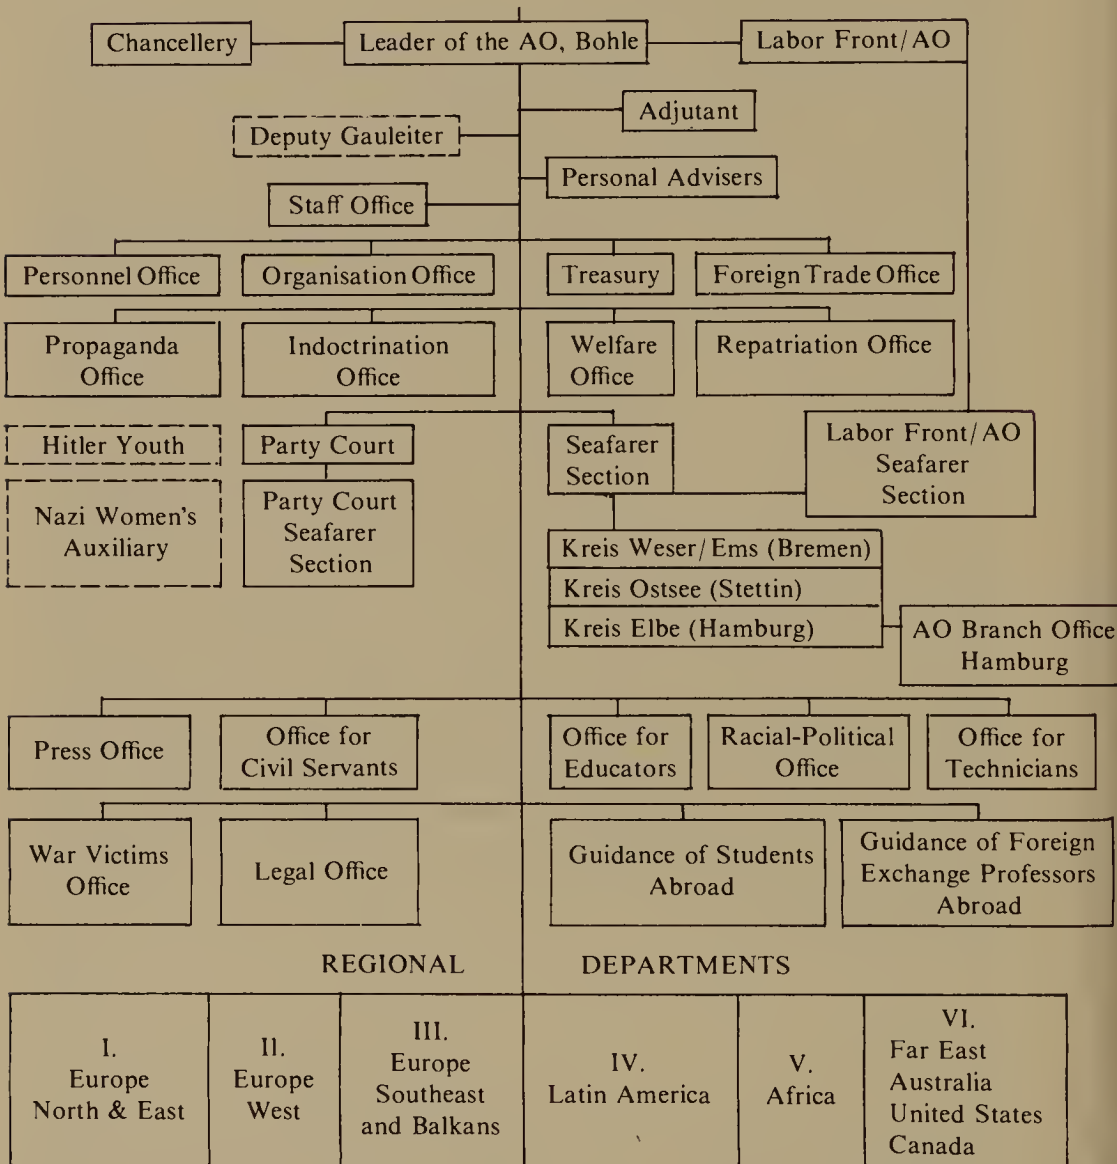 Chancellery
Leader of the AO, Bohle
Labor Front/AO
Adjutant
Deputy Gauleiter
Personal Advisers
Staff Office
Personnel Office
Organisation Office
Treasury
Foreign Trade Office
Propaganda
Office
Indoctrination
Office
Welfare
Office
Repatriation Office
Hitler Youth
Party Court
Seafarer
Section
Labor Front/AO
Seafarer
Section
Nazi Women's
Auxiliary
Party Court
Seafarer
Section
Kreis Weser/Ems (Bremen)
Kreis Ostsee (Stettin)
Kreis Elbe (Hamburg)
AO Branch Office
Hamburg
Press Office
Office for
Civil Servants
Office for
Educators
Racial-Political
Office
Office for
Technicians
War Victims
Office
Legal Office
Guidance of Students
Abroad
Guidance of Foreign
Exchange Professors
Abroad
REGIONAL DEPARTMENTS
I.
Europe
North & East
II.
Europe
West
III.
Europe
Southeast
and Balkans
IV.
Latin America
V.
Africa
VI.
Far East
Australia
United States
Canada